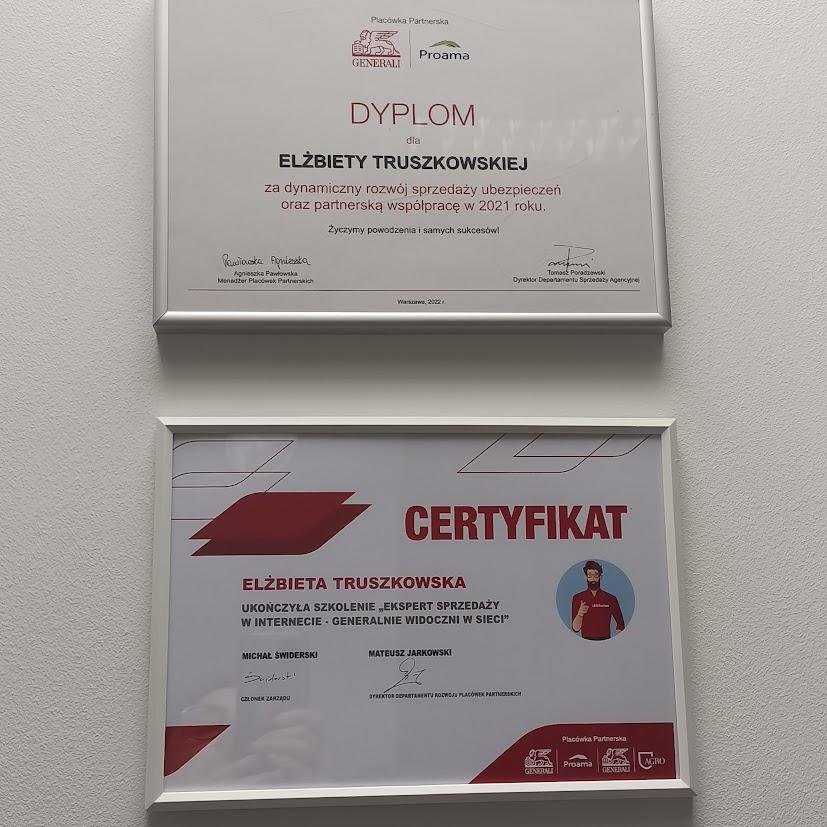 Placówka Partnerska
GENERALI
Proama
DYPLOM
dla
ELŻBIETY TRUSZKOWSKIEJ
za dynamiczny rozwój sprzedaży ubezpieczeń
oraz partnerską współpracę w 2021 roku.
Życzymy powodzenia i samych sukcesów!
Pawłowska Agnieszka
Agnieszka Pawłowska
Menadżer Placówek Partnerskich
Tomasz Poradzewski
Dyrektor Departamentu Sprzedaży Agencyjnej
Warszawa, 2022 r.
CERTYFIKAT
ELŻBIETA TRUSZKOWSKA
UKOŃCZYŁA SZKOLENIE „EKSPERT SPRZEDAŻY
W INTERNECIE - GENERALNIE WIDOCZNI W SIECI”
MICHAŁ ŚWIDERSKI
Świderski
CZŁONEK ZARZĄDU
MATEUSZ JARKOWSKI
DYREKTOR DEPARTAMENTU ROZWOJU PLACÓWEK PARTNERSKICH
Placówka Partnerska
GENERALI
Proama
GENERALI
AGRO